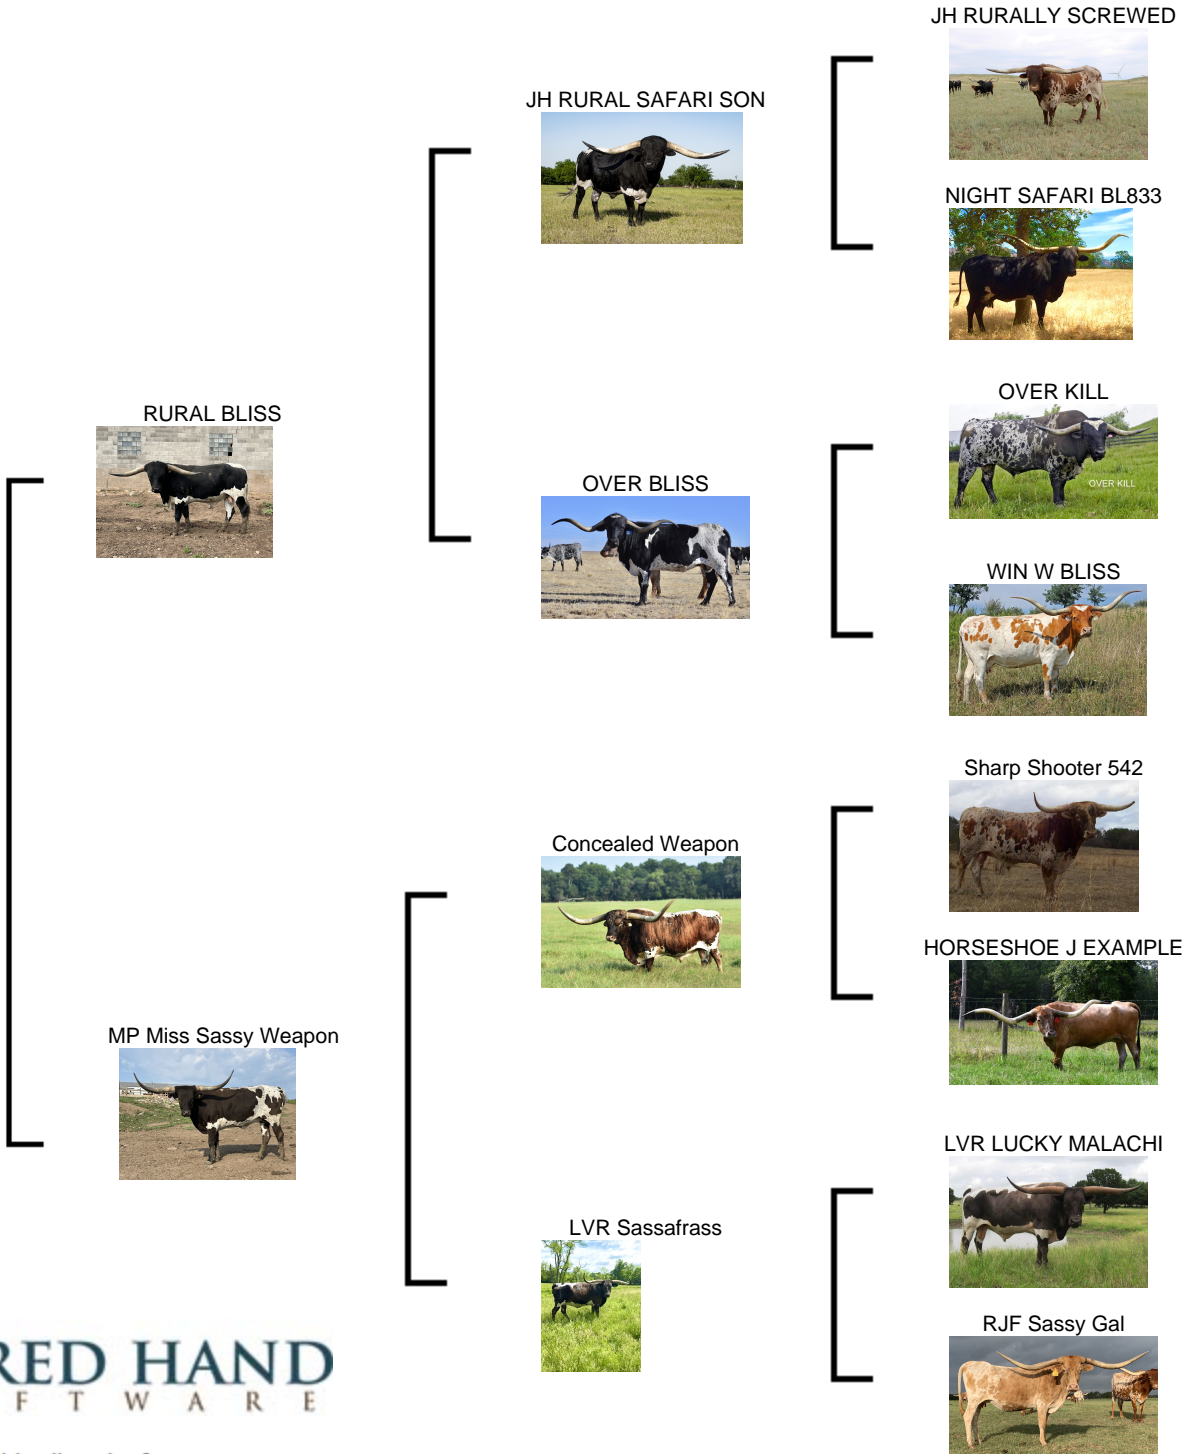 JH RURALLY SCREWED
JH RURAL SAFARI SON
NIGHT SAFARI BL833
OVER KILL
RURAL BLISS
OVER KILL
OVER BLISS
WIN W BLISS
Sharp Shooter 542
Concealed Weapon
HORSESHOE J EXAMPLE
MP Miss Sassy Weapon
LVR LUCKY MALACHI
LVR Sassafrass
RJF Sassy Gal
RED HAND
F T W A R E